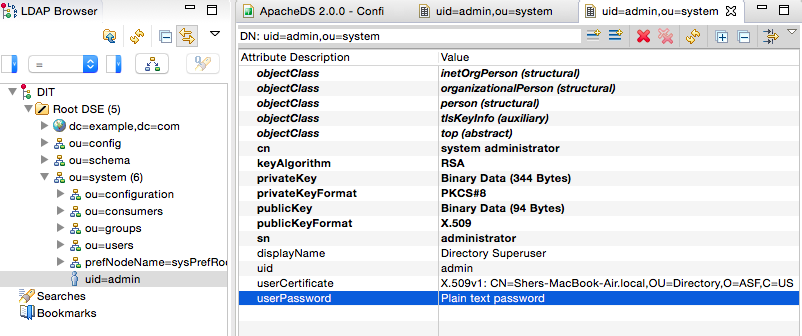 LDAP Browser
=
DIT
Root DSE (5)
dc=example,dc=com
ou=config
ou=schema
ou=system (6)
ou=configuration
ou=consumers
ou=groups
ou=users
prefNodeName=sysPrefRoo
uid=admin
Searches
Bookmarks
ApacheDS 2.0.0 - Confi
uid=admin,ou=system
uid=admin,ou=system
DN: uid=admin,ou=system
Attribute Description Value
objectClass inetOrgPerson (structural)
objectClass organizationalPerson (structural)
objectClass person (structural)
objectClass tlsKeyInfo (auxiliary)
objectClass top (abstract)
cn system administrator
keyAlgorithm RSA
privateKey Binary Data (344 Bytes)
privateKeyFormat PKCS#8
publicKey Binary Data (94 Bytes)
publicKeyFormat X.509
sn administrator
displayName Directory Superuser
uid admin
userCertificate X.509v1: CN=Shers-MacBook-Air.local,OU=Directory,O=ASF,C=US
userPassword Plain text password